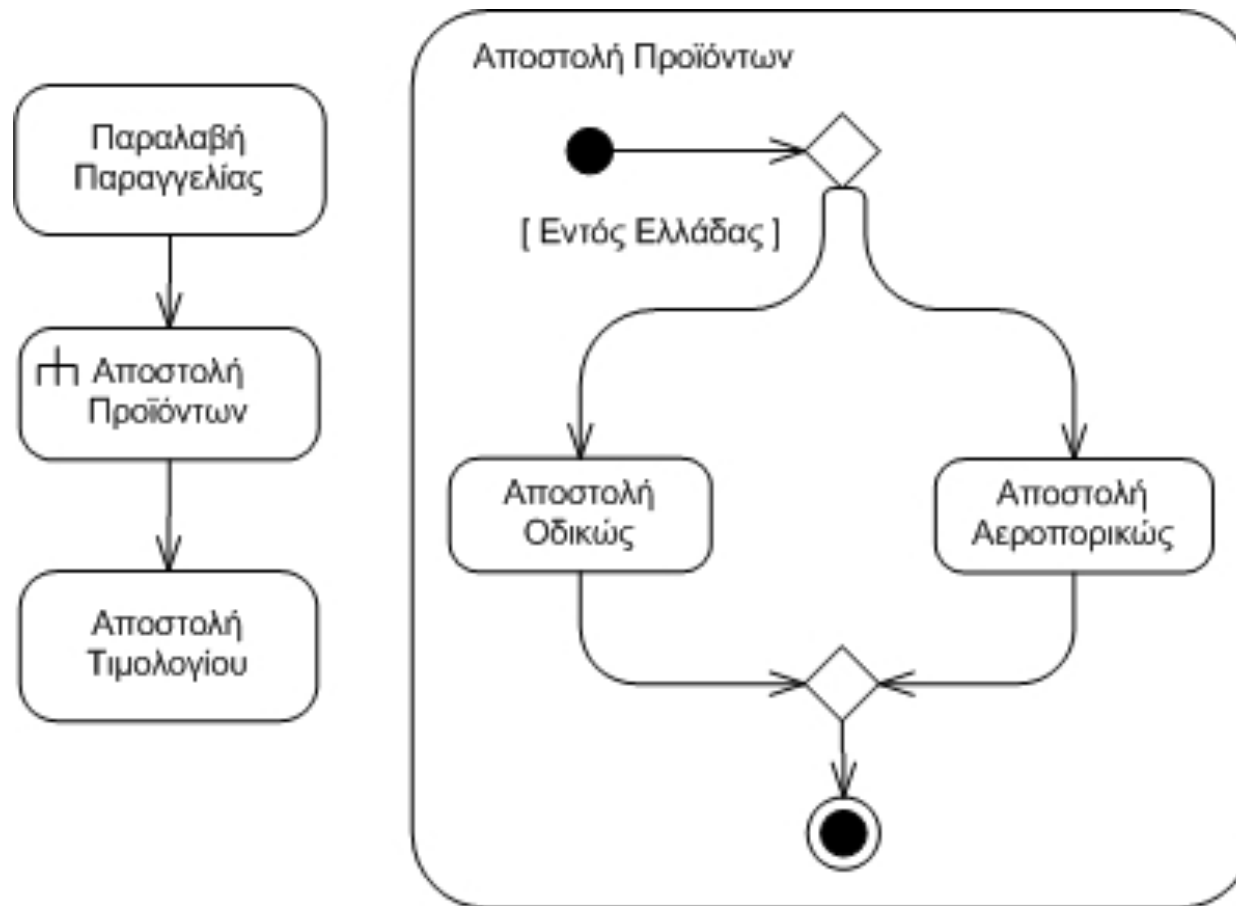 Παραλαβή
Παραγγελίας
Αποστολή
Προϊόντων
Αποστολή
Τιμολογίου
Αποστολή Προϊόντων
[ Εντός Ελλάδας ]
Αποστολή
Οδικώς
Αποστολή
Αεροπορικώς